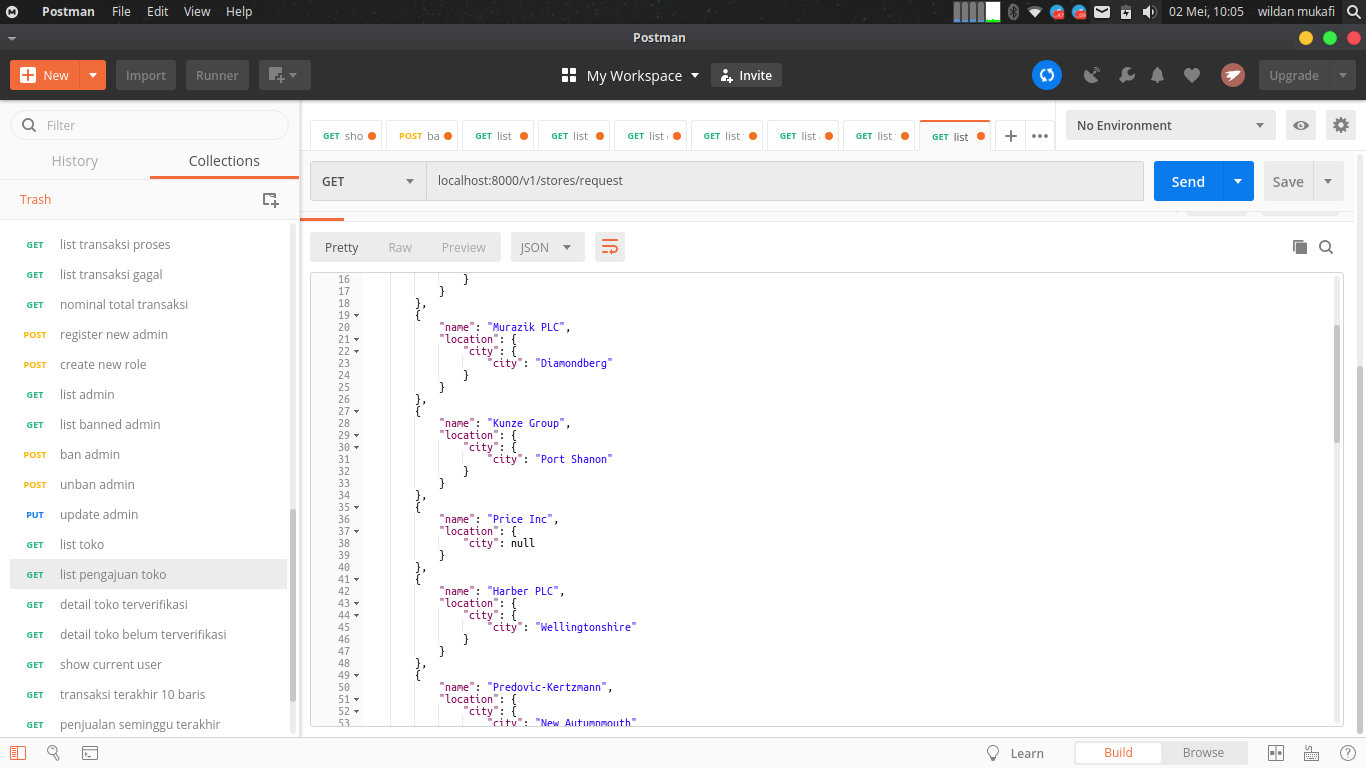 Postman File Edit View Help 02 Mei, 10:05 wildan mukafi
Postman
New Import Runner My Workspace Invite Upgrade
Filter
History Collections
Trash
GET list transaksi proses
GET list transaksi gagal
GET nominal total transaksi
POST register new admin
POST create new role
GET list admin
GET list banned admin
POST ban admin
POST unban admin
PUT update admin
GET list toko
GET list pengajuan toko
GET detail toko terverifikasi
GET detail toko belum terverifikasi
GET show current user
GET transaksi terakhir 10 baris
GET penjualan seminggu terakhir
GET sho POST ba GET list GET list GET list GET list GET list GET list GET list
No Environment
GET localhost:8000/v1/stores/request Send Save
Pretty Raw Preview JSON
16 }
17 }
18 },
19 {
20 "name": "Murazik PLC",
21 "location": {
22 "city": {
23 "city": "Diamondberg"
24 }
25 }
26 },
27 {
28 "name": "Kunze Group",
29 "location": {
30 "city": {
31 "city": "Port Shanon"
32 }
33 }
34 },
35 {
36 "name": "Price Inc",
37 "location": {
38 "city": null
39 }
40 },
41 {
42 "name": "Harber PLC",
43 "location": {
44 "city": {
45 "city": "Wellingtonshire"
46 }
47 }
48 },
49 {
50 "name": "Predovic-Kertzmann",
51 "location": {
52 "city": {
53 "city": "New Autumnmouth"
Learn Build Browse